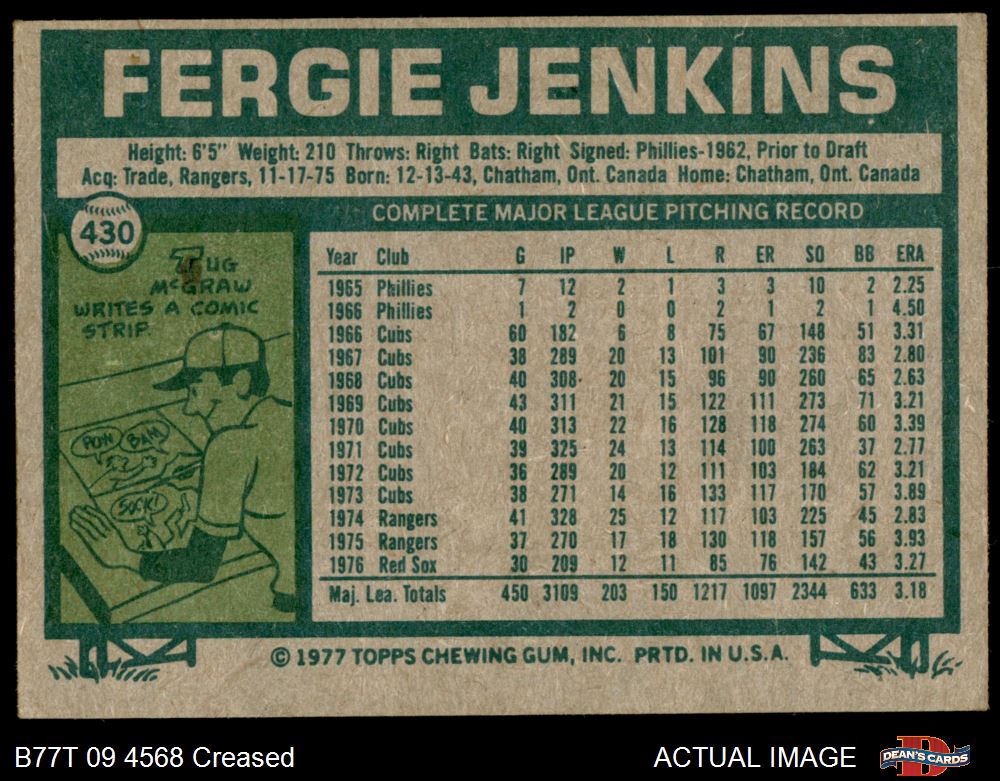 FERGIE JENKINS
Height: 6'5" Weight: 210 Throws: Right Bats: Right Signed: Phillies-1962, Prior to Draft
Acq: Trade, Rangers, 11-17-75 Born: 12-13-43, Chatham, Ont. Canada Home: Chatham, Ont. Canada
430
TUG
McGRAW
WRITES A COMIC
STRIP.
POW BAM
SOCK!
COMPLETE MAJOR LEAGUE PITCHING RECORD
Year Club G IP W L R ER SO BB ERA
1965 Phillies 7 12 2 1 3 3 10 2 2.25
1966 Phillies 1 2 0 0 2 1 2 1 4.50
1966 Cubs 60 182 6 8 75 67 148 51 3.31
1967 Cubs 38 289 20 13 101 90 236 83 2.80
1968 Cubs 40 308 20 15 96 90 260 65 2.63
1969 Cubs 43 311 21 15 122 111 273 71 3.21
1970 Cubs 40 313 22 16 128 118 274 60 3.39
1971 Cubs 39 325 24 13 114 100 263 37 2.77
1972 Cubs 36 289 20 12 111 103 184 62 3.21
1973 Cubs 38 271 14 16 133 117 170 57 3.89
1974 Rangers 41 328 25 12 117 103 225 45 2.83
1975 Rangers 37 270 17 18 130 118 157 56 3.93
1976 Red Sox 30 209 12 11 85 76 142 43 3.27
Maj. Lea. Totals 450 3109 203 150 1217 1097 2344 633 3.18
© 1977 TOPPS CHEWING GUM, INC. PRTD. IN U.S.A.
B77T 09 4568 Creased
ACTUAL IMAGE
D
DEAN'S CARDS